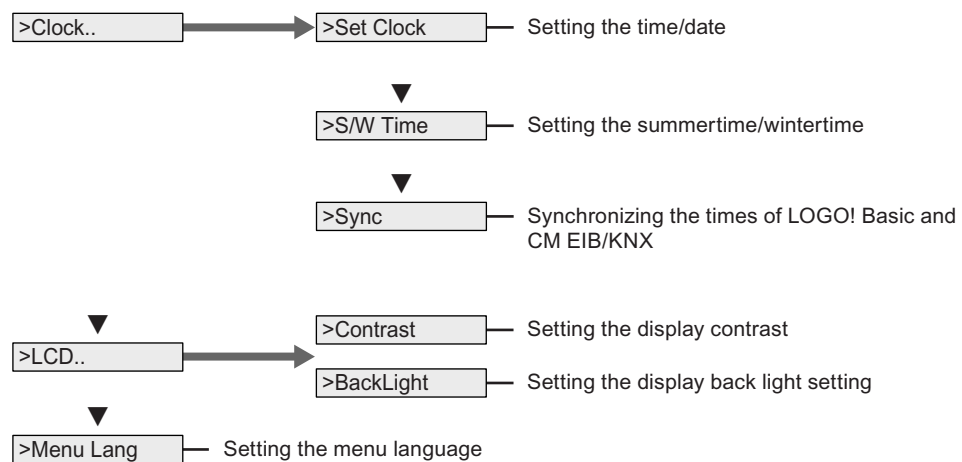 >Clock..
>Set Clock
Setting the time/date
>S/W Time
Setting the summertime/wintertime
>Sync
Synchronizing the times of LOGO! Basic and
CM EIB/KNX
>LCD..
>Contrast
Setting the display contrast
>BackLight
Setting the display back light setting
>Menu Lang
Setting the menu language